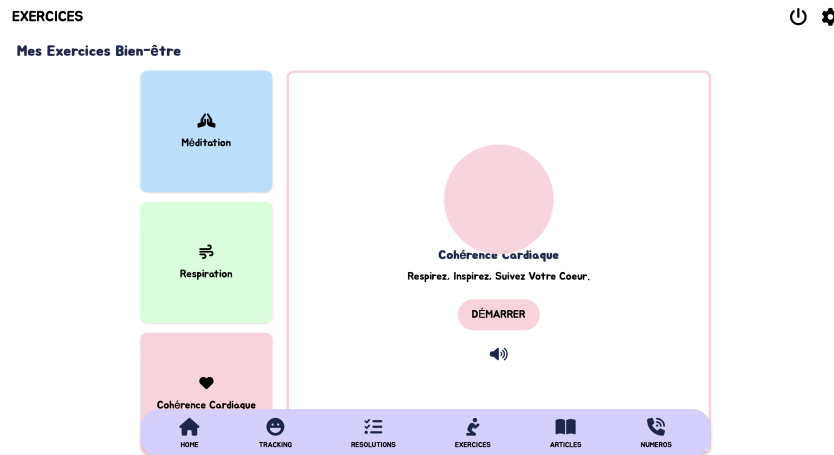 EXERCICES
Mes Exercices Bien-être
Méditation
Respiration
Cohérence Cardiaque
Cohérence Cardiaque
Respirez, Inspirez, Suivez Votre Coeur.
DÉMARRER
HOME
TRACKING
RESOLUTIONS
EXERCICES
ARTICLES
NUMEROS